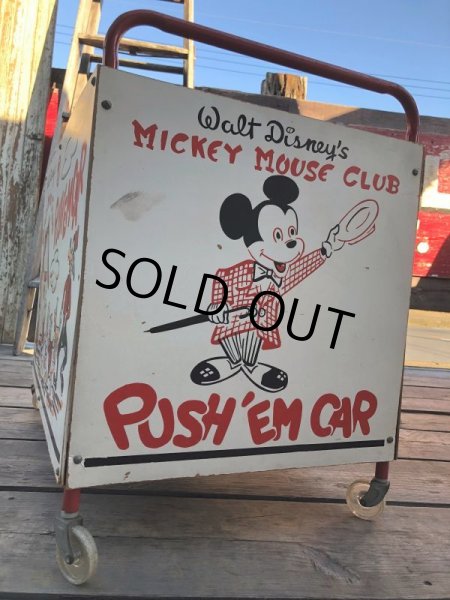 Walt Disney's
MICKEY MOUSE CLUB
SOLD OUT
PUSH 'EM CAR